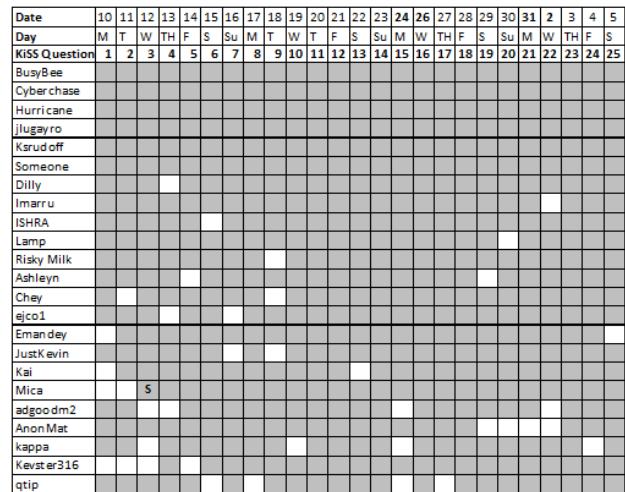 Date 10 11 12 13 14 15 16 17 18 19 20 21 22 23 24 26 27 28 29 30 31 2 3 4 5
Day M T W TH F S Su M T W T F S Su M W TH F S Su M W TH F S
KiSS Question 1 2 3 4 5 6 7 8 9 10 11 12 13 14 15 16 17 18 19 20 21 22 23 24 25
BusyBee
Cyberchase
Hurricane
jlugayro
Ksrudoff
Someone
Dilly
Imarru
ISHRA
Lamp
Risky Milk
Ashleyn
Chey
ejco1
Emandey
JustKevin
Kai
Mica S
adgoodm2
AnonMat
kappa
Kevster316
qtip